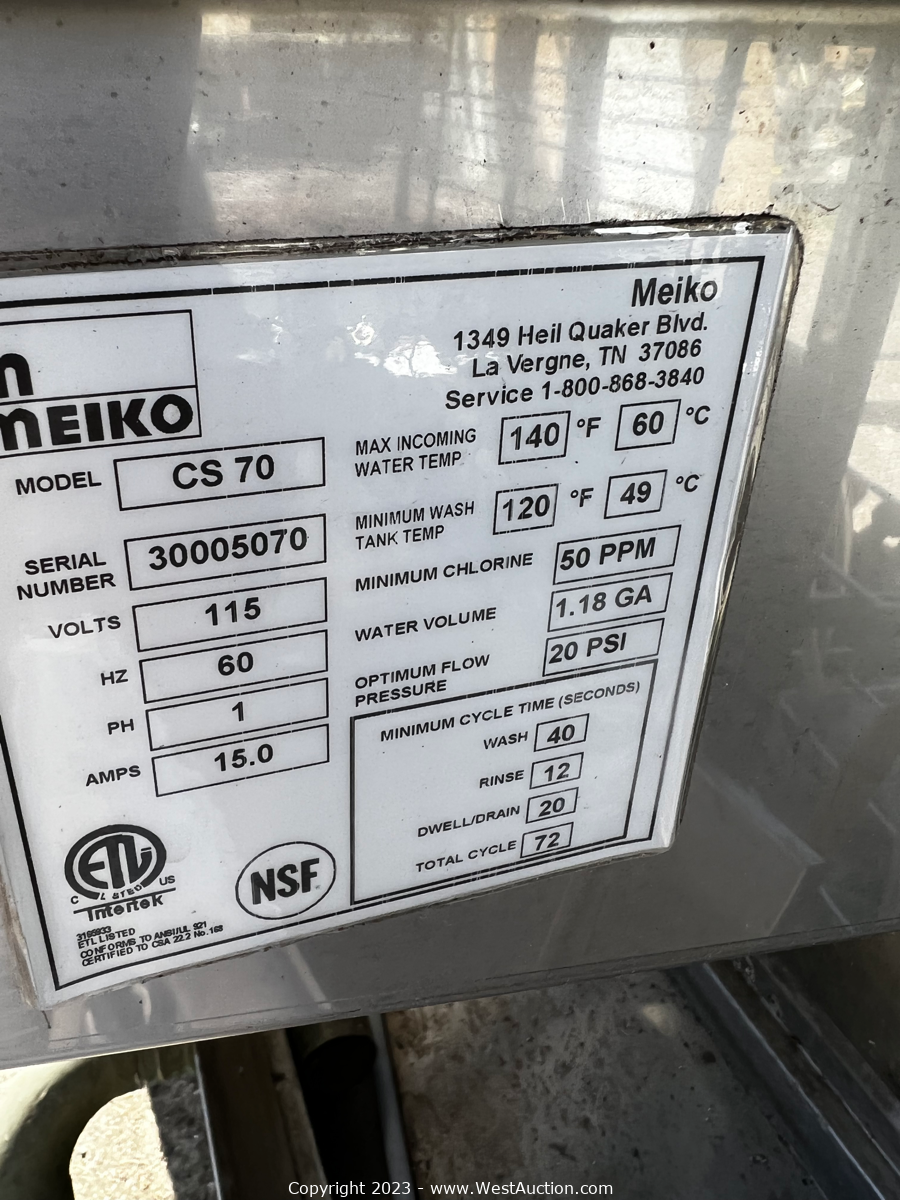 Meiko
1349 Heil Quaker Blvd.
La Vergne, TN 37086
Service 1-800-868-3840
m
MEIKO
MODEL CS 70
SERIAL NUMBER 30005070
VOLTS 115
HZ 60
PH 1
AMPS 15.0
MAX INCOMING
WATER TEMP 140 °F 60 °C
MINIMUM WASH
TANK TEMP 120 °F 49 °C
MINIMUM CHLORINE 50 PPM
WATER VOLUME 1.18 GA
OPTIMUM FLOW
PRESSURE 20 PSI
MINIMUM CYCLE TIME (SECONDS)
WASH 40
RINSE 12
DWELL/DRAIN 20
TOTAL CYCLE 72
ETL
C LISTED US
Intertek
NSF
ETL LISTED
CONFORMS TO ANSI/UL 921
CERTIFIED TO CSA 22.2 No. 168
Copyright 2023 - www.WestAuction.com